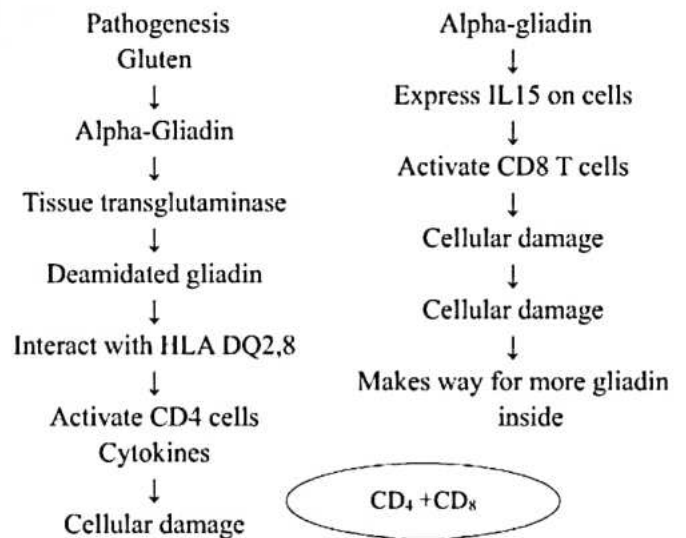 Pathogenesis
Gluten
↓
Alpha-Gliadin
↓
Tissue transglutaminase
↓
Deamidated gliadin
↓
Interact with HLA DQ2,8
↓
Activate CD4 cells
Cytokines
↓
Cellular damage
Alpha-gliadin
↓
Express IL15 on cells
↓
Activate CD8 T cells
↓
Cellular damage
↓
Cellular damage
↓
Makes way for more gliadin
inside
CD₄ +CD₈